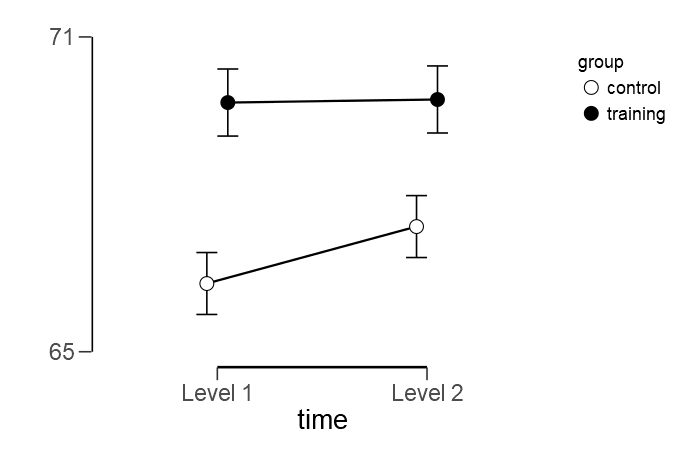 71
group
control
training
65
Level 1
Level 2
time